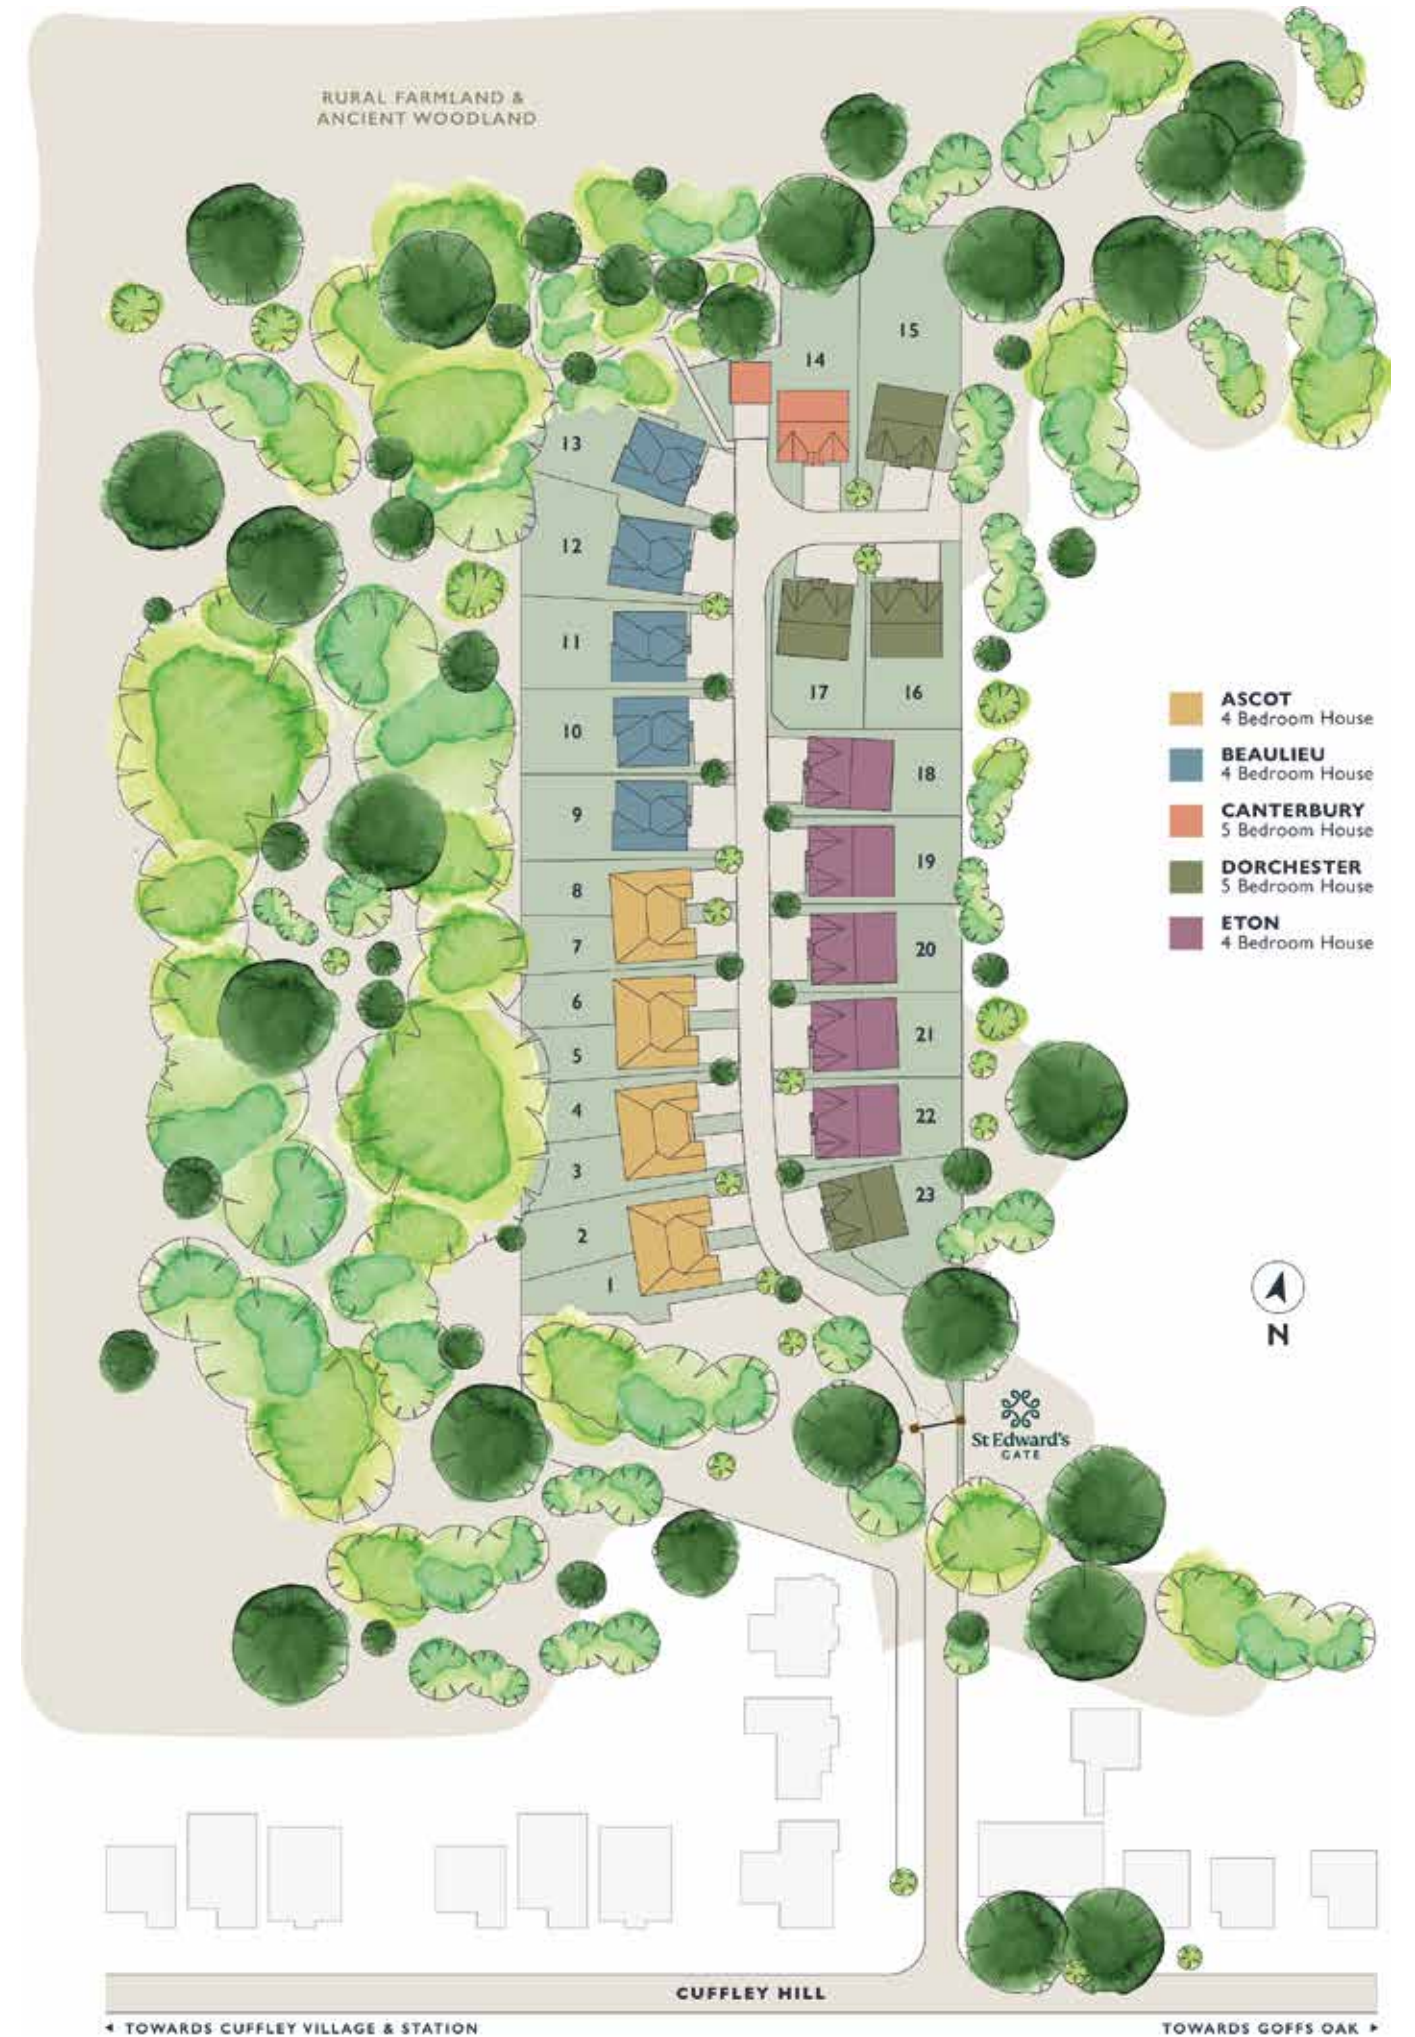 RURAL FARMLAND &
ANCIENT WOODLAND
15
14
13
12
11
10
9
8
7
6
5
4
3
2
1
17
16
18
19
20
21
22
23
ASCOT
4 Bedroom House
BEAULIEU
4 Bedroom House
CANTERBURY
5 Bedroom House
DORCHESTER
5 Bedroom House
ETON
4 Bedroom House
N
St Edward's
GATE
CUFFLEY HILL
TOWARDS CUFFLEY VILLAGE & STATION
TOWARDS GOFFS OAK